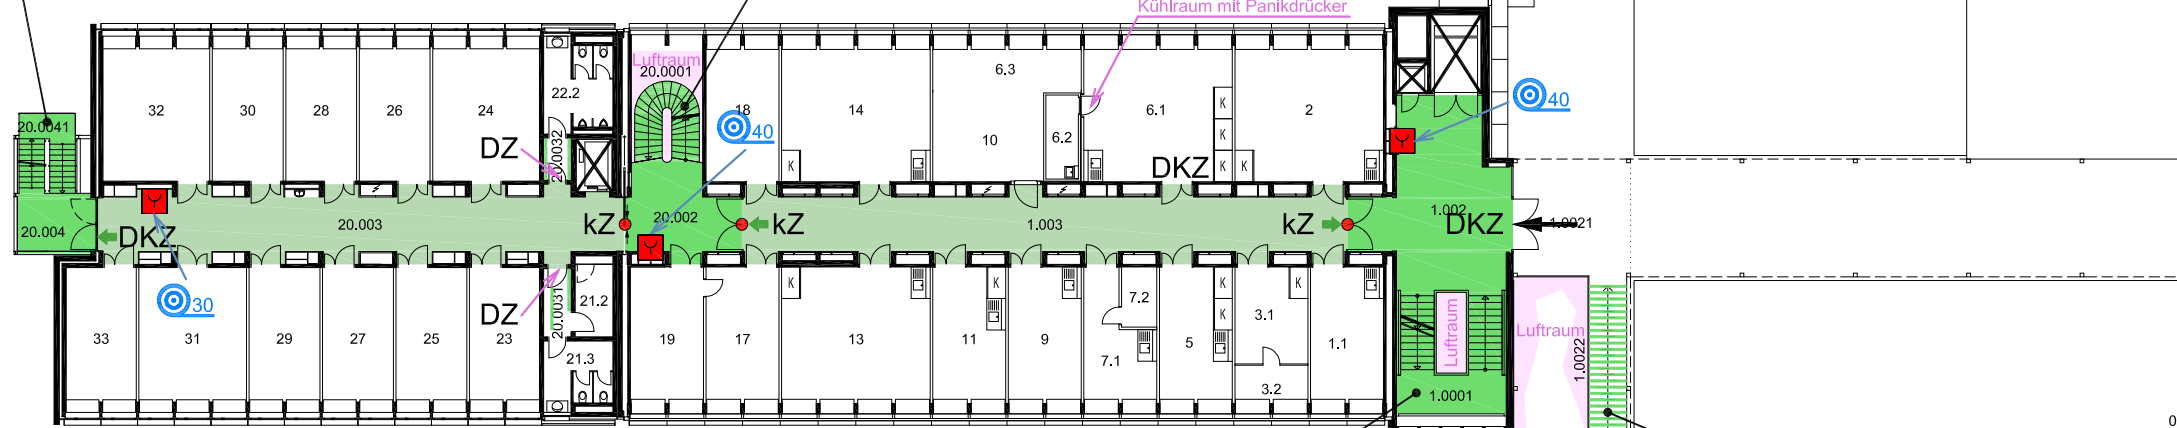 Kühlraum mit Panikdrücker
Luftraum
20.0001
6.3
40
32
30
28
26
24
22.2
18
14
6.1
2
K
K
K
K
K
40
20.0041
DZ
20.0032
10
6.2
DKZ
20.004
DKZ
20.003
kZ
20.002
kZ
1.003
kZ
1.002
DKZ
1.0021
30
DZ
20.0031
21.2
K
K
7.2
K
K
K
3.1
33
31
29
27
25
23
21.3
19
17
13
11
9
7.1
5
1.1
3.2
Luftraum
Luftraum
1.0022
1.0001
0